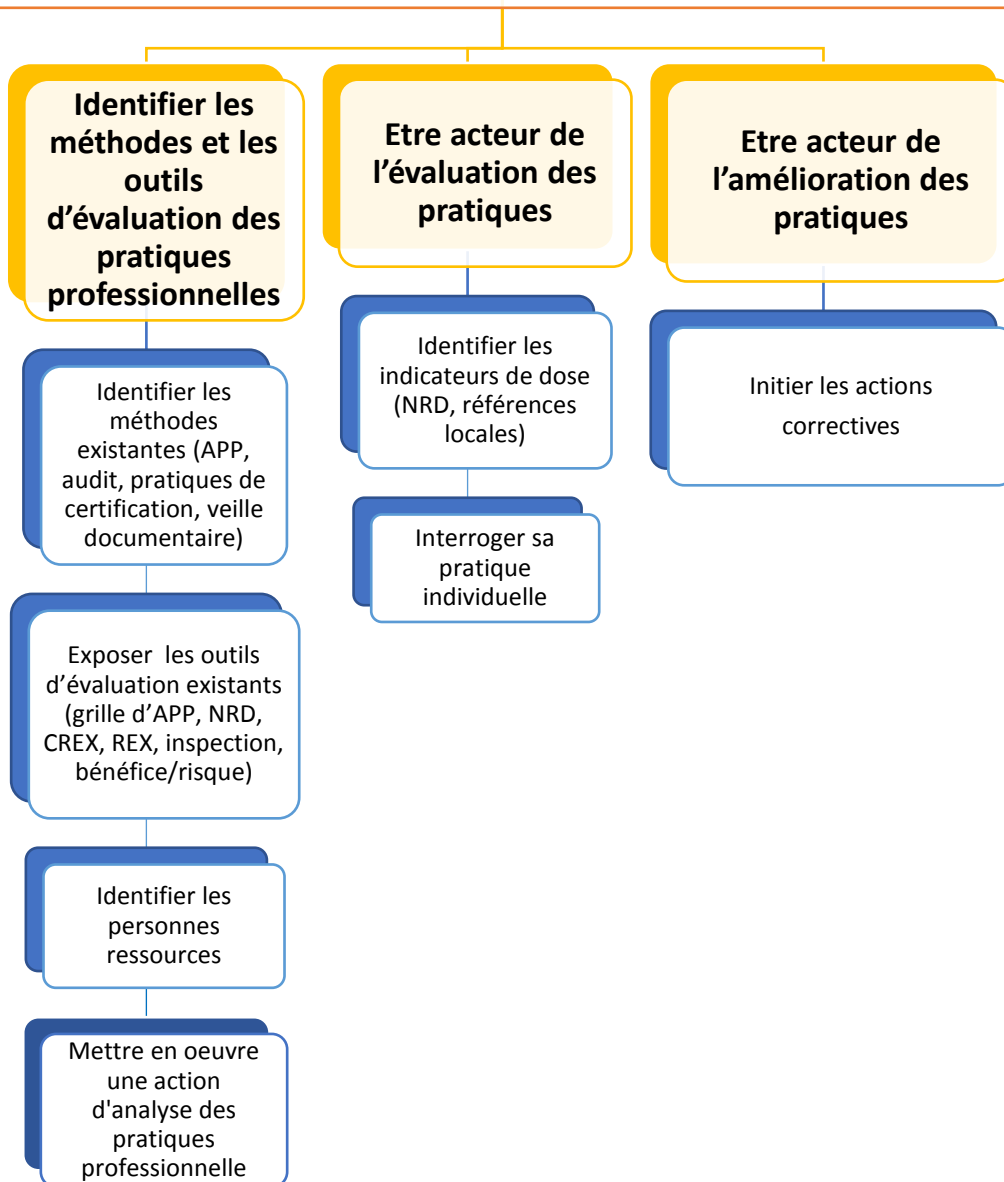 Identifier les
méthodes et les
outils
d’évaluation des
pratiques
professionnelles
Identifier les
méthodes
existantes (APP,
audit, pratiques de
certification, veille
documentaire)
Exposer les outils
d’évaluation existants
(grille d’APP, NRD,
CREX, REX, inspection,
bénéfice/risque)
Identifier les
personnes
ressources
Mettre en oeuvre
une action
d'analyse des
pratiques
professionnelle
Etre acteur de
l’évaluation des
pratiques
Identifier les
indicateurs de dose
(NRD, références
locales)
Interroger sa
pratique
individuelle
Etre acteur de
l’amélioration des
pratiques
Initier les actions
correctives